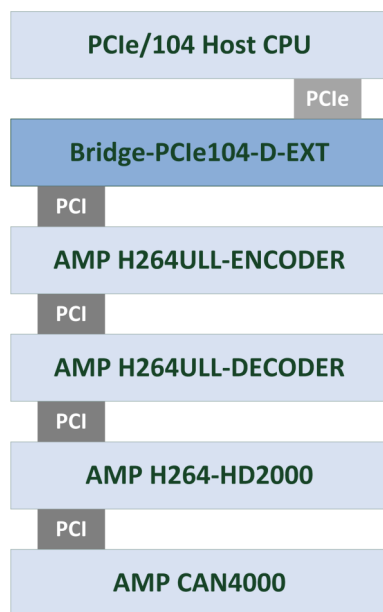 PCIe/104 Host CPU
PCIe
Bridge-PCIe104-D-EXT
PCI
AMP H264ULL-ENCODER
PCI
AMP H264ULL-DECODER
PCI
AMP H264-HD2000
PCI
AMP CAN4000